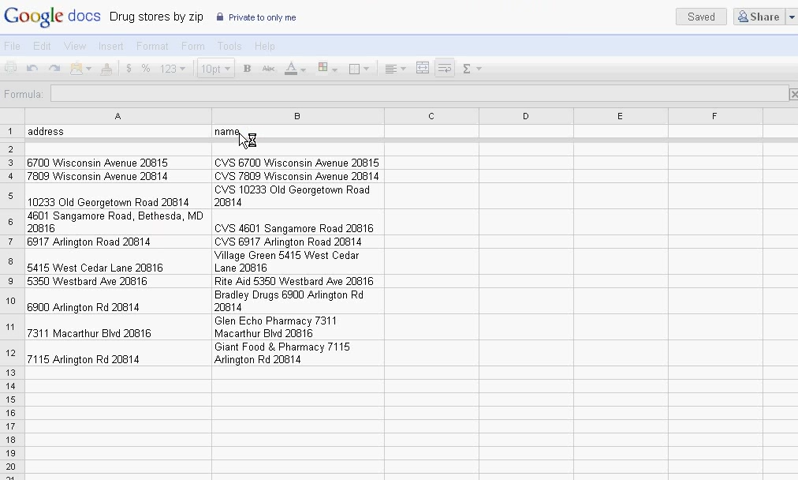 Google docs Drug stores by zip Private to only me Saved Share
File Edit View Insert Format Form Tools Help
$ % 123 10pt B Abc A Σ
Formula:
A B C D E F
1 address name
2
3 6700 Wisconsin Avenue 20815 CVS 6700 Wisconsin Avenue 20815
4 7809 Wisconsin Avenue 20814 CVS 7809 Wisconsin Avenue 20814
CVS 10233 Old Georgetown Road
5 10233 Old Georgetown Road 20814 20814
4601 Sangamore Road, Bethesda, MD
6 20816 CVS 4601 Sangamore Road 20816
7 6917 Arlington Road 20814 CVS 6917 Arlington Road 20814
Village Green 5415 West Cedar
8 5415 West Cedar Lane 20816 Lane 20816
9 5350 Westbard Ave 20816 Rite Aid 5350 Westbard Ave 20816
Bradley Drugs 6900 Arlington Rd
10 6900 Arlington Rd 20814 20814
Glen Echo Pharmacy 7311
11 7311 Macarthur Blvd 20816 Macarthur Blvd 20816
Giant Food & Pharmacy 7115
12 7115 Arlington Rd 20814 Arlington Rd 20814
13
14
15
16
17
18
19
20
21